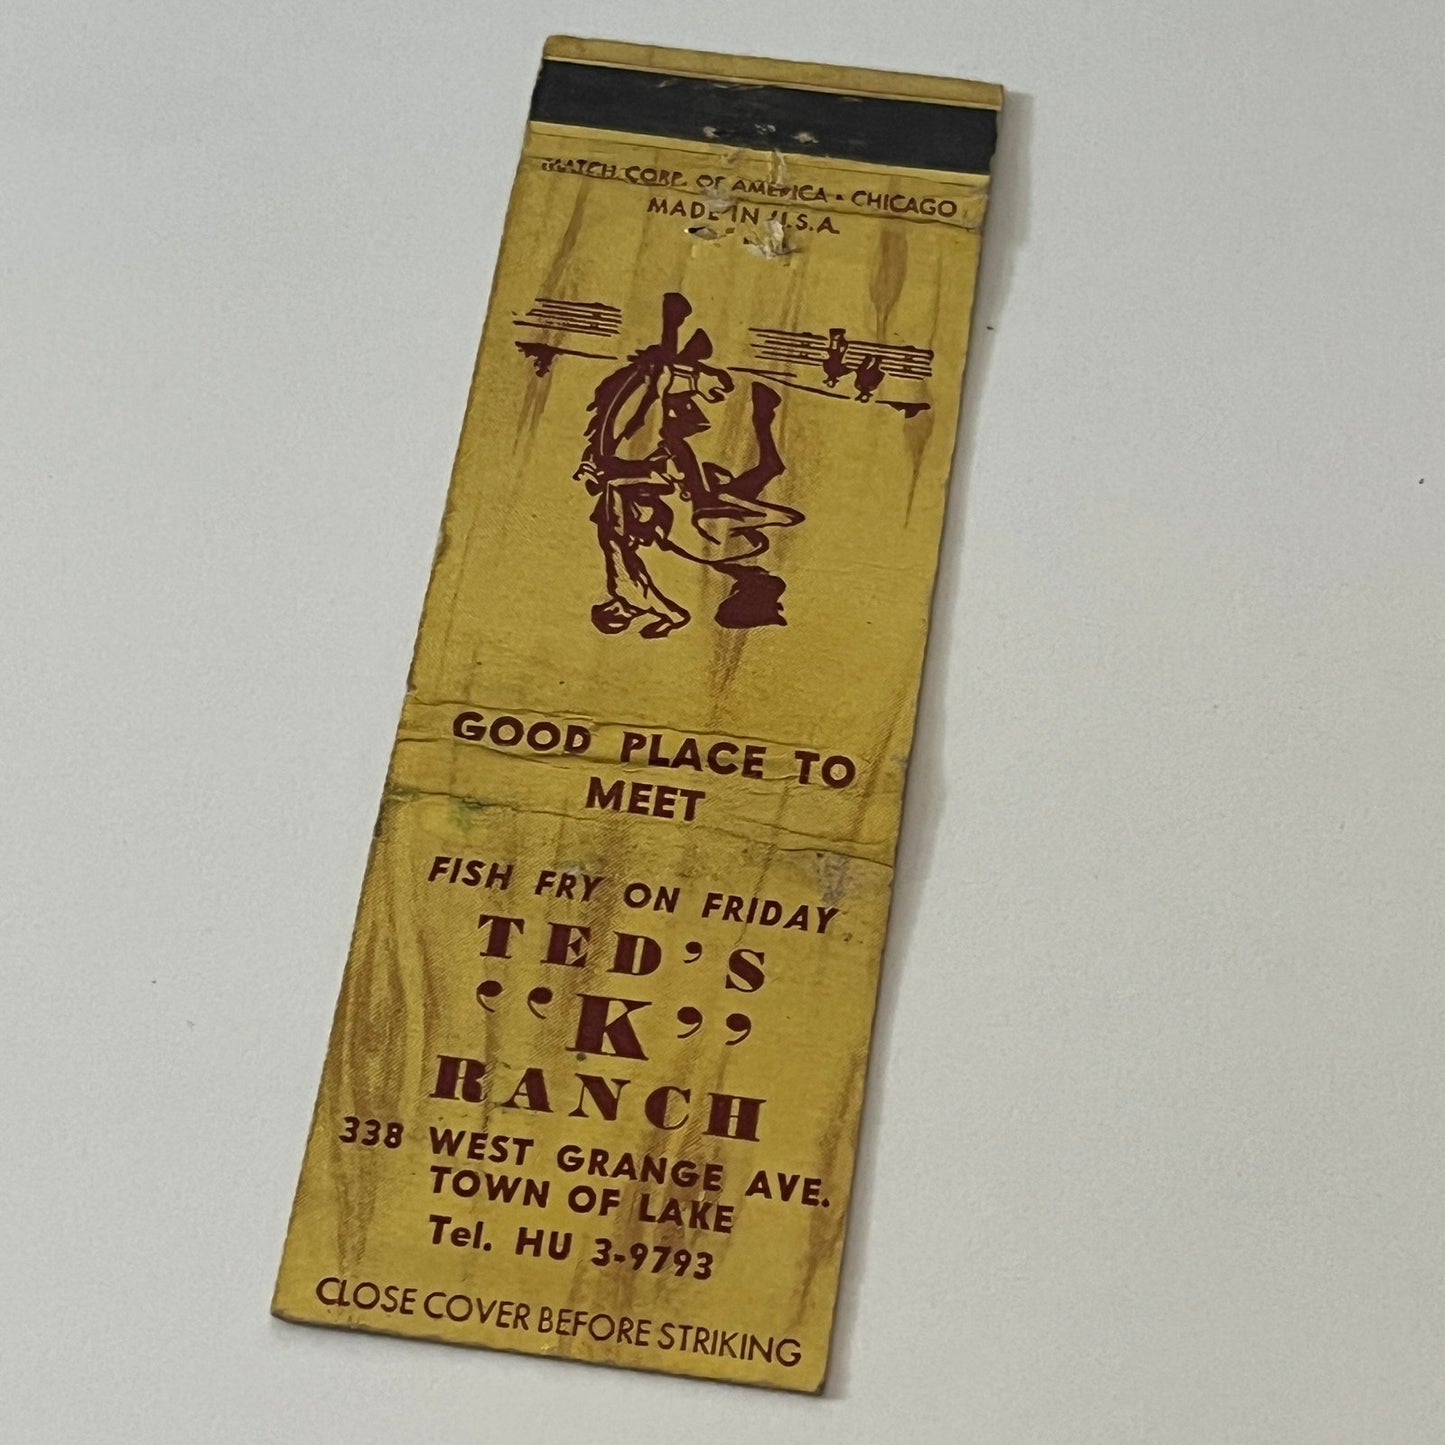 MATCH CORP. OF AMERICA • CHICAGO
MADE IN U.S.A.
GOOD PLACE TO
MEET
FISH FRY ON FRIDAY
TED'S
“K”
RANCH
338 WEST GRANGE AVE.
TOWN OF LAKE
Tel. HU 3-9793
CLOSE COVER BEFORE STRIKING